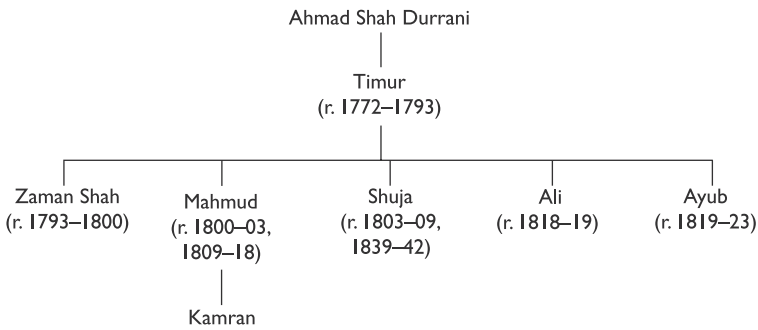 Ahmad Shah Durrani
Timur
(r. 1772–1793)
Zaman Shah
(r. 1793–1800)
Mahmud
(r. 1800–03,
1809–18)
Shuja
(r. 1803–09,
1839–42)
Ali
(r. 1818–19)
Ayub
(r. 1819–23)
Kamran